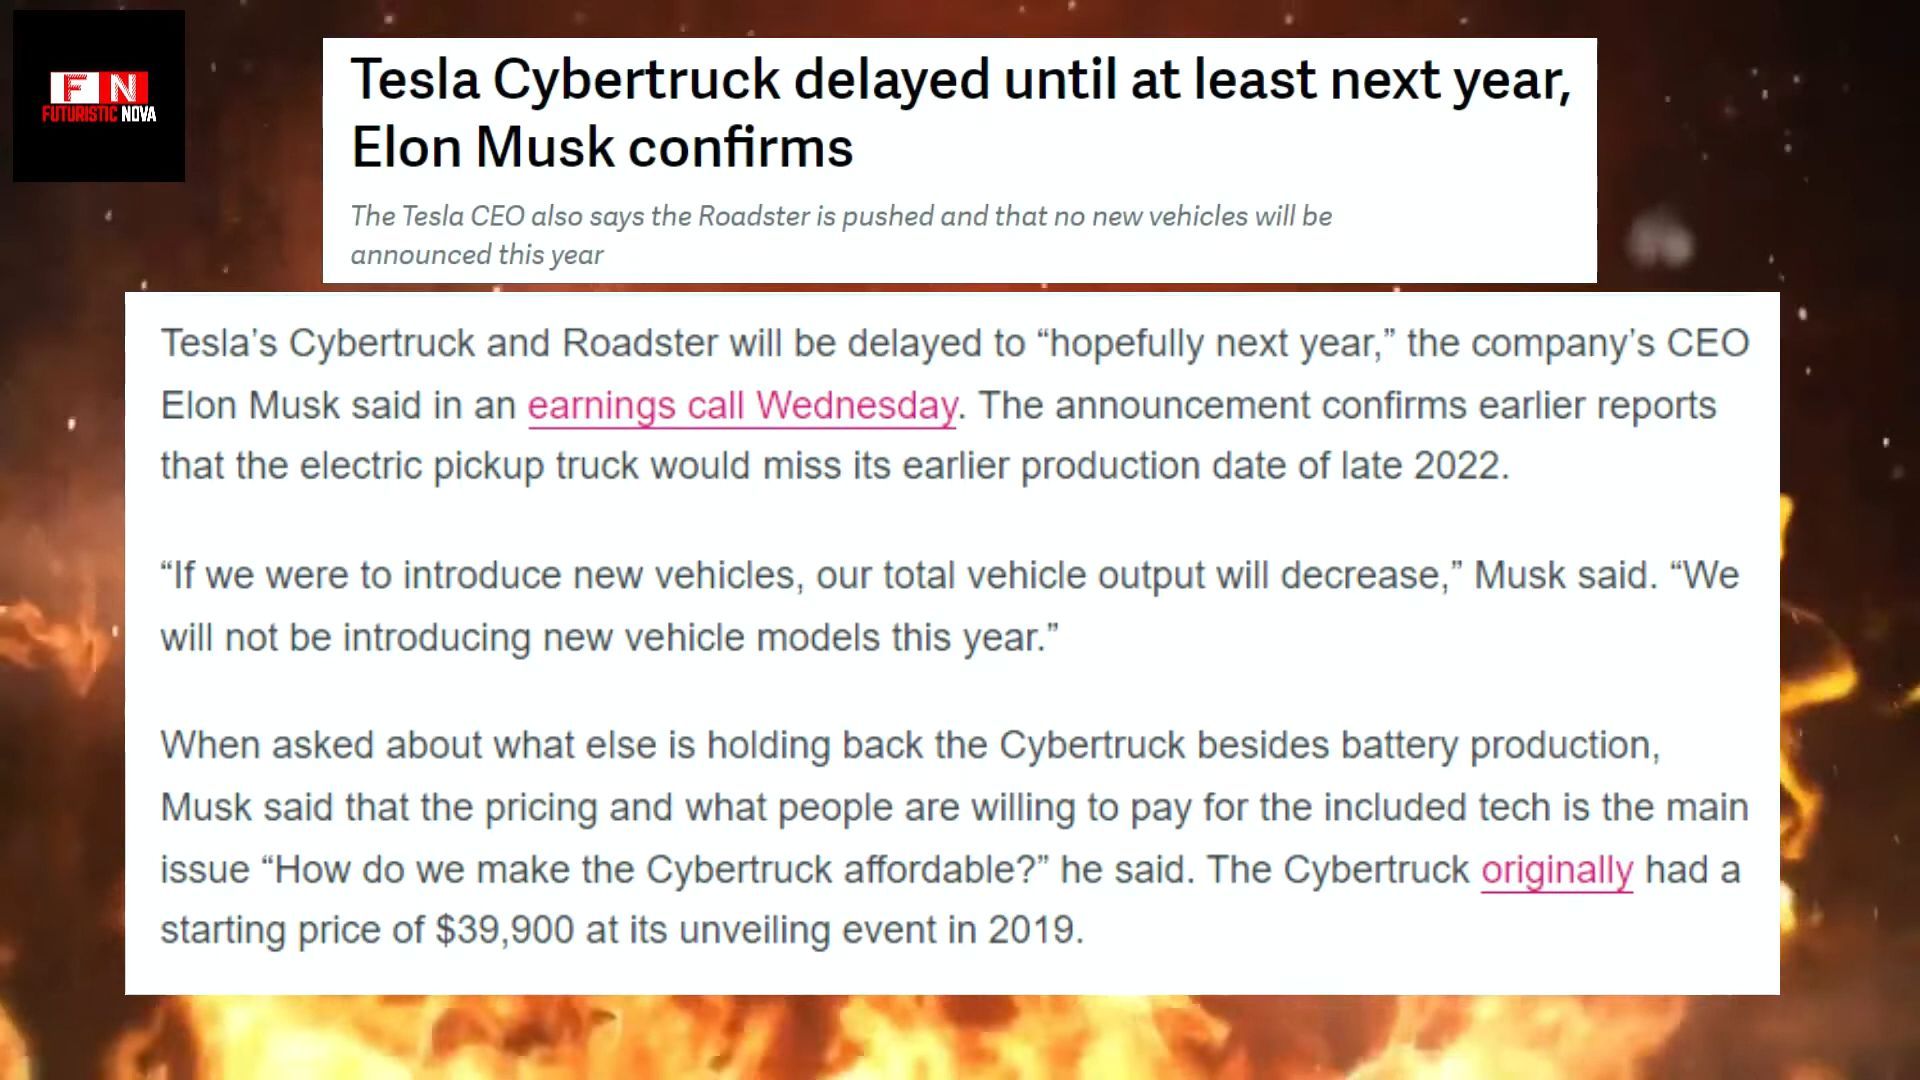 FN
FUTURISTIC NOVA
Tesla Cybertruck delayed until at least next year,
Elon Musk confirms
The Tesla CEO also says the Roadster is pushed and that no new vehicles will be
announced this year
Tesla’s Cybertruck and Roadster will be delayed to “hopefully next year,” the company’s CEO
Elon Musk said in an earnings call Wednesday. The announcement confirms earlier reports
that the electric pickup truck would miss its earlier production date of late 2022.
“If we were to introduce new vehicles, our total vehicle output will decrease,” Musk said. “We
will not be introducing new vehicle models this year.”
When asked about what else is holding back the Cybertruck besides battery production,
Musk said that the pricing and what people are willing to pay for the included tech is the main
issue “How do we make the Cybertruck affordable?” he said. The Cybertruck originally had a
starting price of $39,900 at its unveiling event in 2019.